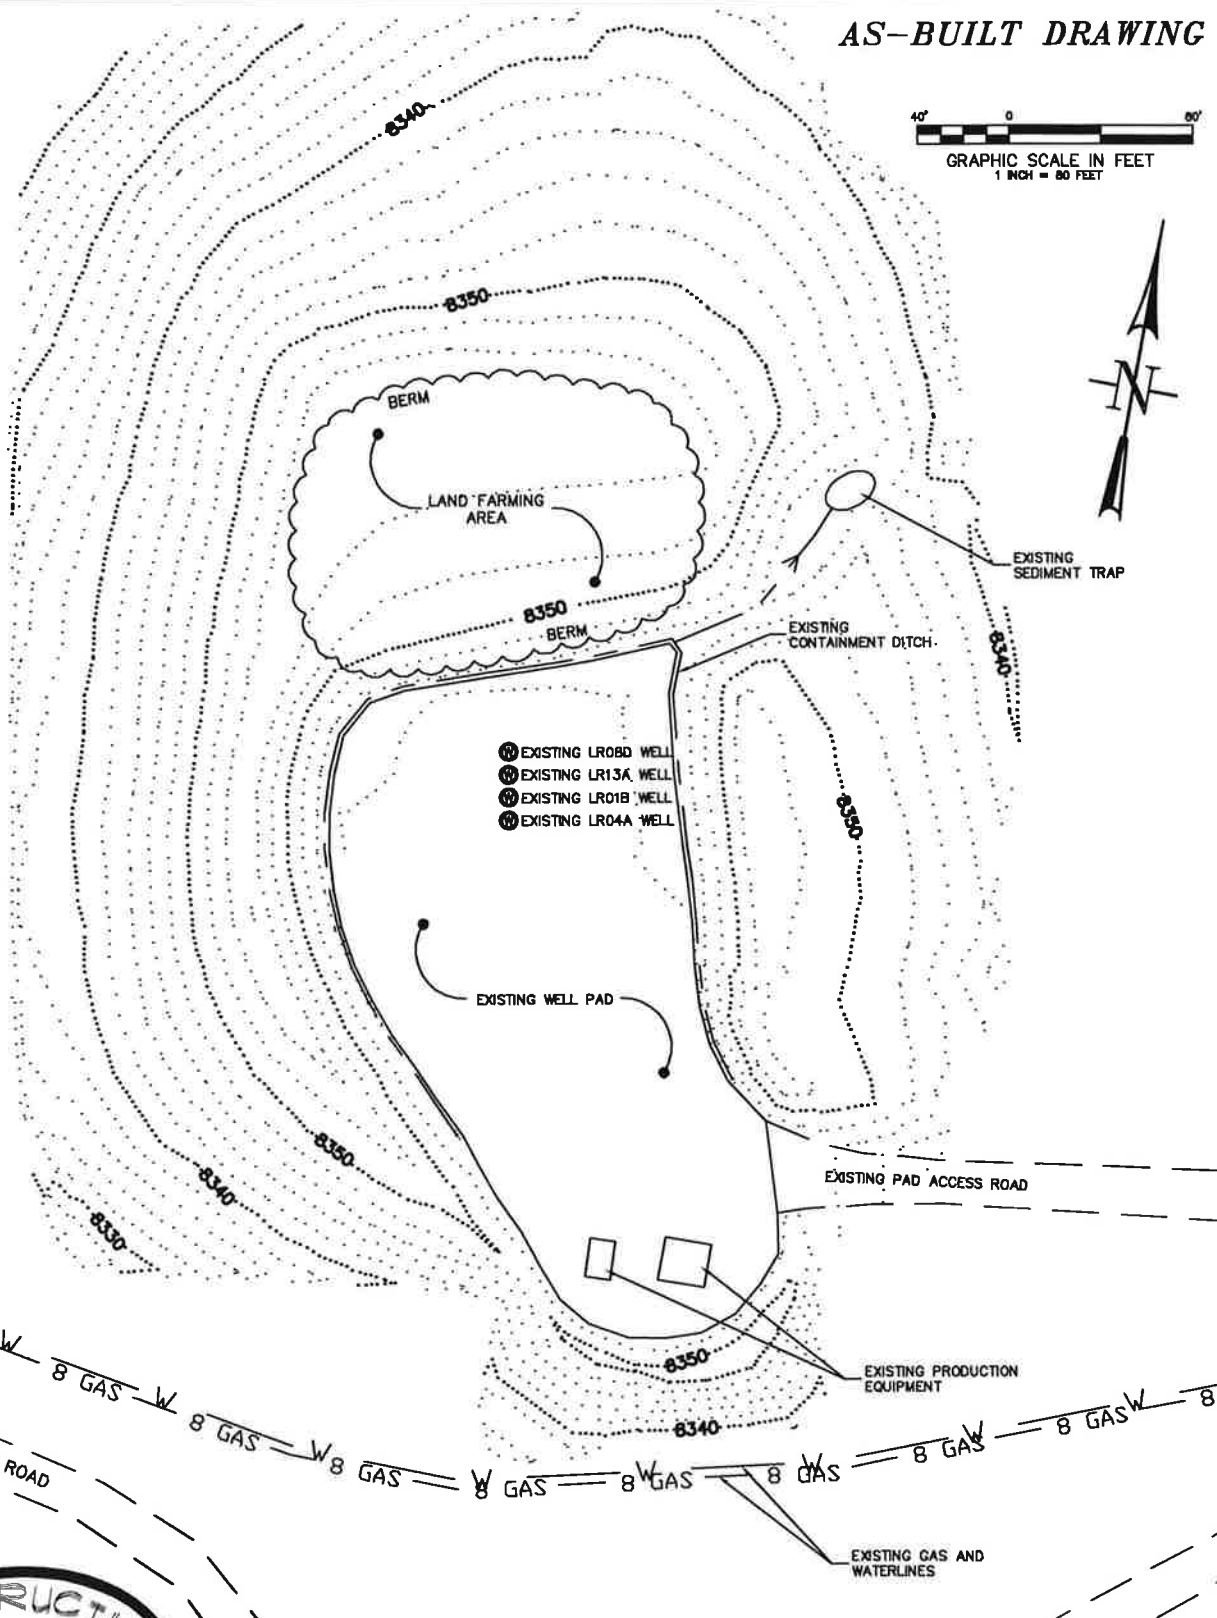 AS-BUILT DRAWING
40' 0 80'
GRAPHIC SCALE IN FEET
1 INCH = 80 FEET
8340
8350
N
BERM
LAND FARMING
AREA
EXISTING
SEDIMENT TRAP
8350
BERM
EXISTING
CONTAINMENT DITCH
8340
W EXISTING LR08D WELL
W EXISTING LR13A WELL
W EXISTING LR01B WELL
W EXISTING LR04A WELL
8350
EXISTING WELL PAD
8350
8340
8330
EXISTING PAD ACCESS ROAD
8350
EXISTING PRODUCTION
EQUIPMENT
8340
W 8 GAS W 8 GAS W 8 GAS W 8 GAS W 8 GAS W 8 GAS W 8 GAS W 8 GAS W 8
ROAD
EXISTING GAS AND
WATERLINES
RUCT